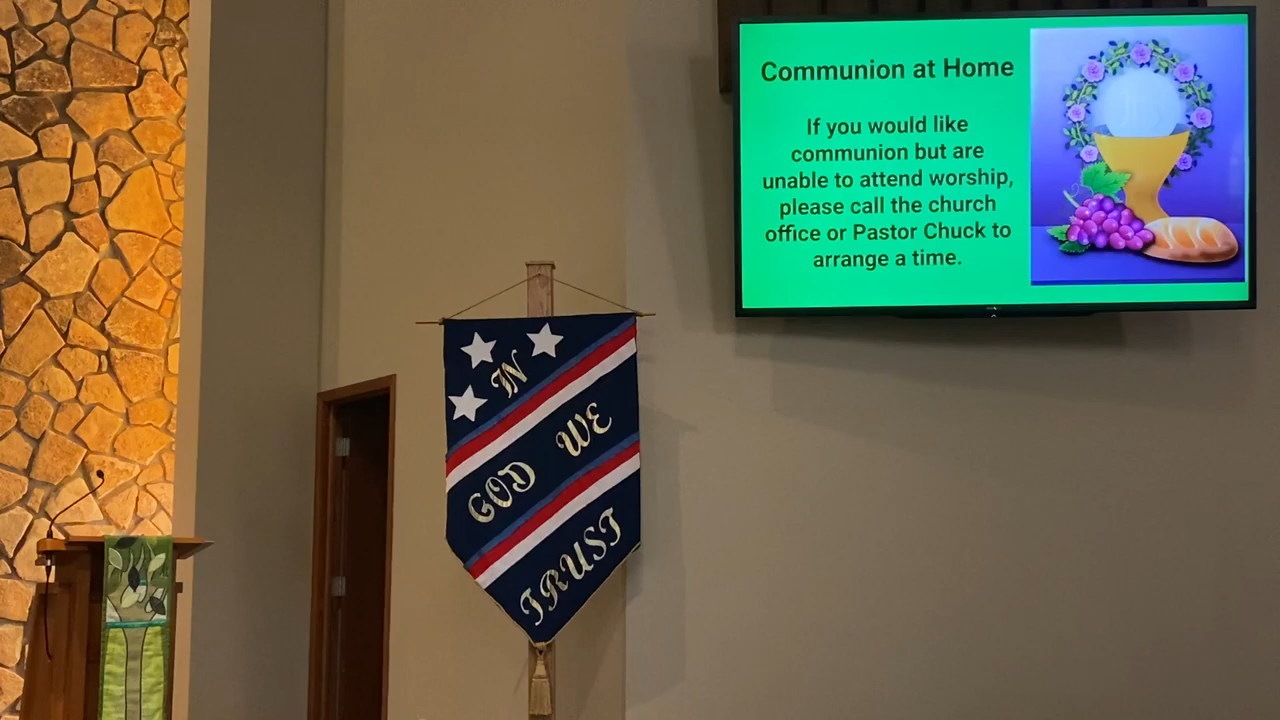 Communion at Home
If you would like
communion but are
unable to attend worship,
please call the church
office or Pastor Chuck to
arrange a time.
IN
GOD WE
TRUST